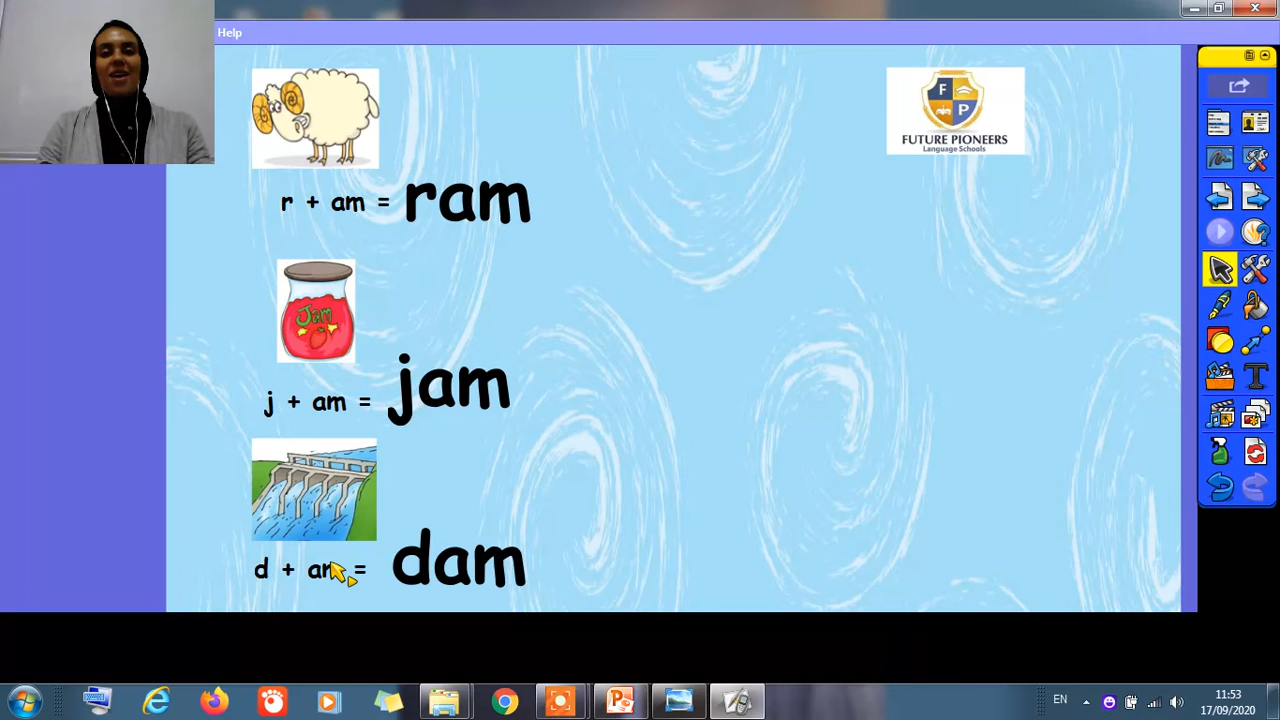 Help
F
P
FUTURE PIONEERS
Language Schools
r + am = ram
Jam
j + am = jam
d + am = dam
EN
11:53
17/09/2020